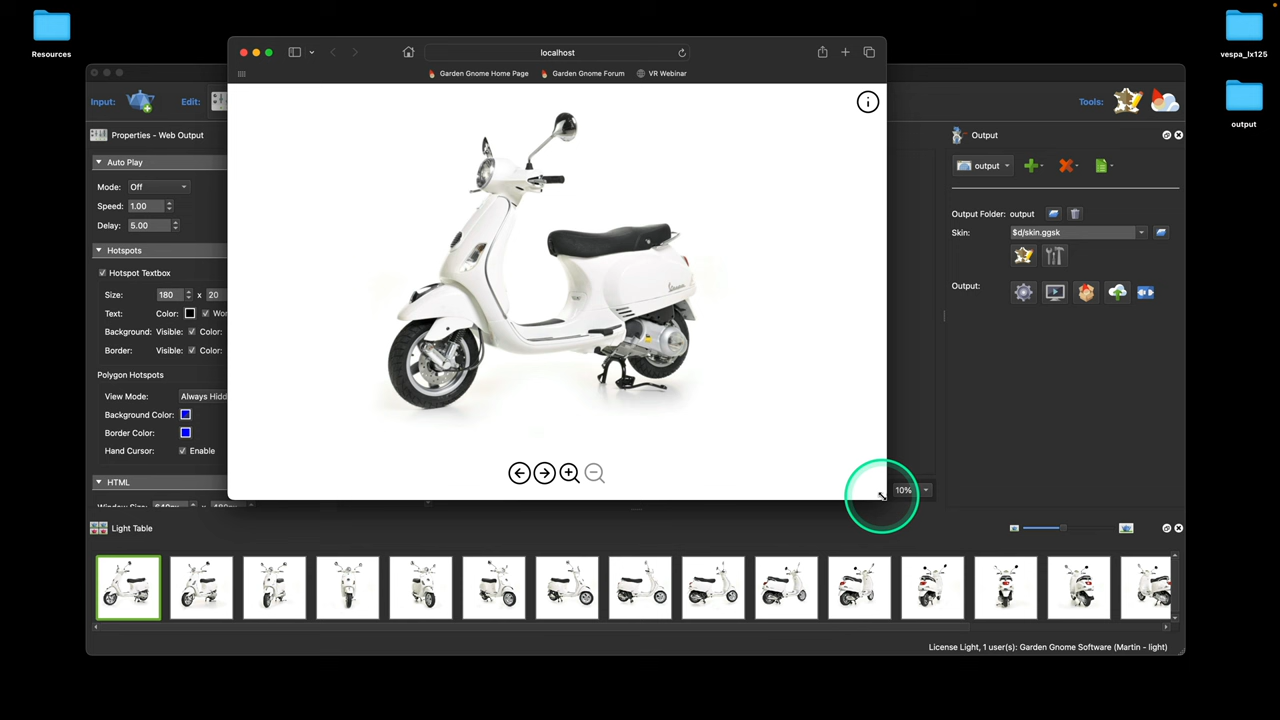 Resources
vespa_lx125
output
localhost
Garden Gnome Home Page
Garden Gnome Forum
VR Webinar
Input:
Edit:
Tools:
Properties - Web Output
Auto Play
Mode: Off
Speed: 1.00
Delay: 5.00
Hotspots
Hotspot Textbox
Size: 180 x 20
Text: Color:
Background: Visible: Color:
Border: Visible: Color:
Polygon Hotspots
View Mode: Always Hid
Background Color:
Border Color:
Hand Cursor: Enable
HTML
10%
Output
output
Output Folder: output
Skin: $d/skin.ggsk
Output:
Light Table
License Light, 1 user(s): Garden Gnome Software (Martin - light)